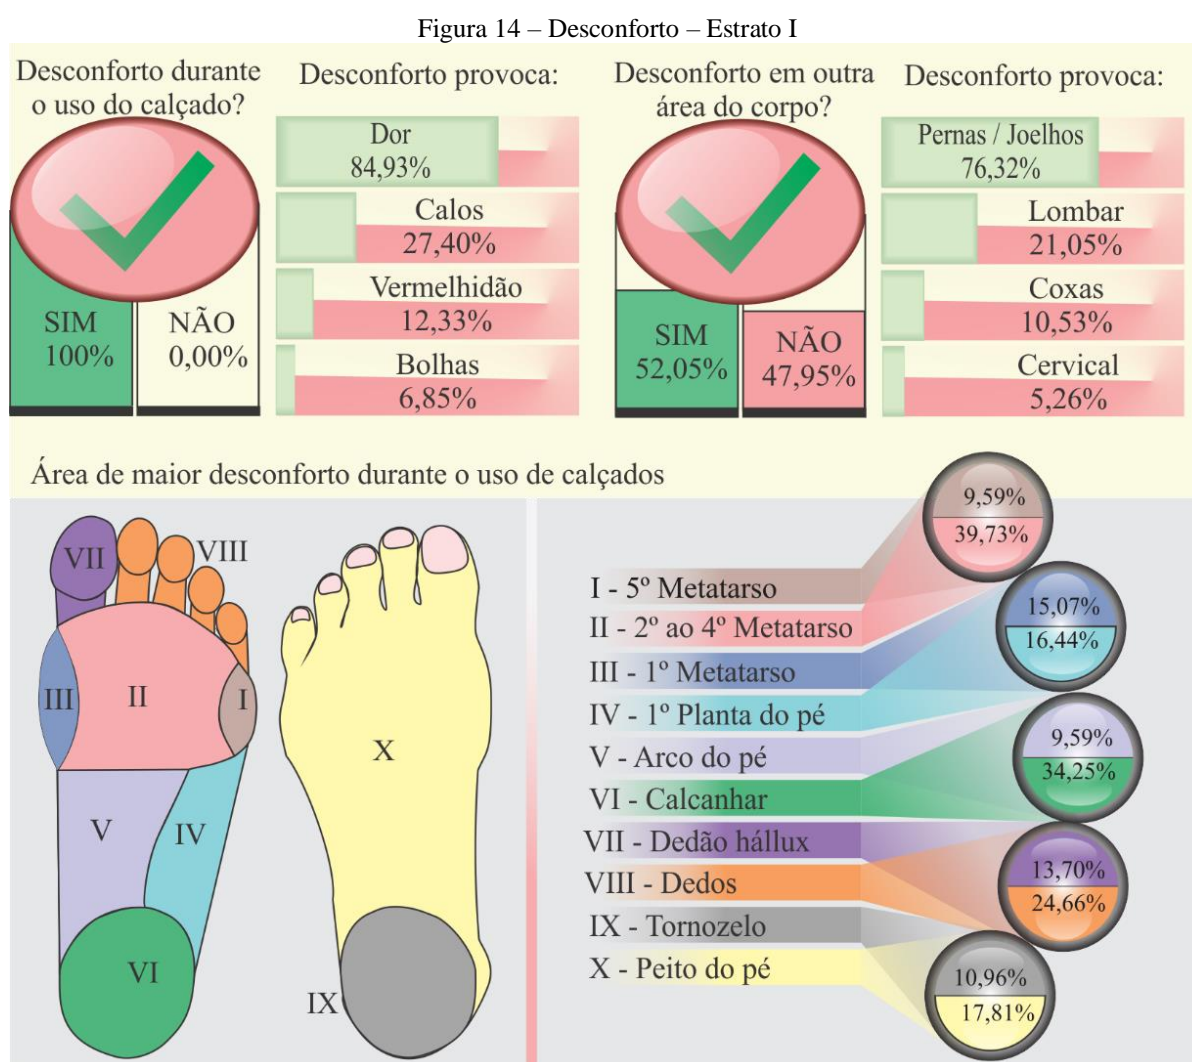 Figura 14 – Desconforto – Estrato I
Desconforto durante
o uso do calçado?
SIM
100%
NÃO
0,00%
Desconforto provoca:
Dor
84,93%
Calos
27,40%
Vermelhidão
12,33%
Bolhas
6,85%
Desconforto em outra
área do corpo?
SIM
52,05%
NÃO
47,95%
Desconforto provoca:
Pernas / Joelhos
76,32%
Lombar
21,05%
Coxas
10,53%
Cervical
5,26%
Área de maior desconforto durante o uso de calçados
VII
VIII
III
II
I
V
IV
VI
X
IX
I - 5º Metatarso
II - 2º ao 4º Metatarso
III - 1º Metatarso
IV - 1º Planta do pé
V - Arco do pé
VI - Calcanhar
VII - Dedão hállux
VIII - Dedos
IX - Tornozelo
X - Peito do pé
9,59%
39,73%
15,07%
16,44%
9,59%
34,25%
13,70%
24,66%
10,96%
17,81%